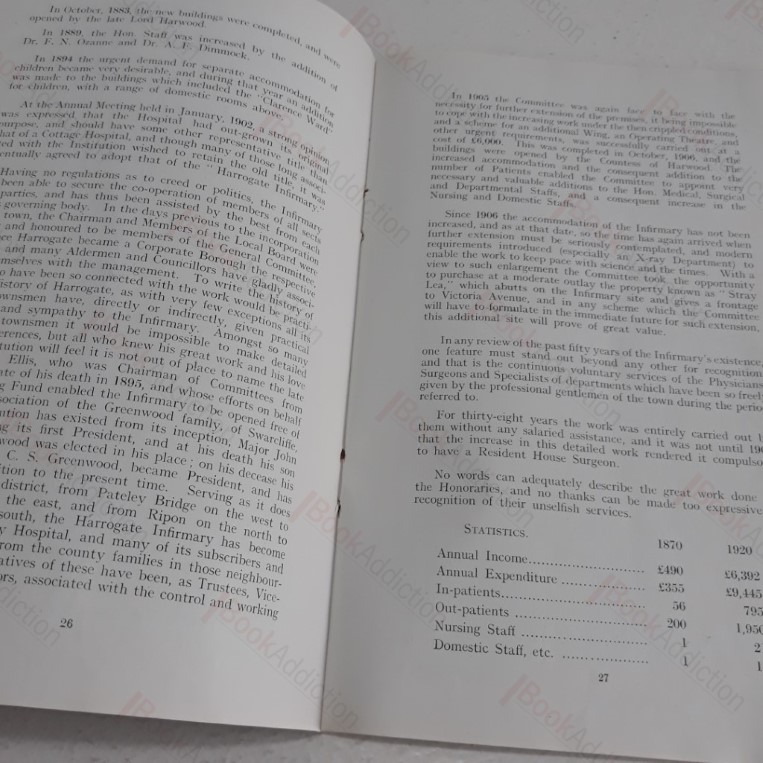 In October, 1883, the new buildings were completed, and were
opened by the late Lord Harwood.
In 1889, the Hon. Staff was increased by the addition of
Dr. F. N. Ozanne and Dr. A. F. Dimmock.
In 1894 the urgent demand for separate accommodation for
children became very desirable, and during that year an addition
was made to the buildings which included the "Clarence Ward"
for children, with a range of domestic rooms above.
At the Annual Meeting held in January, 1902, a strong opinion
was expressed that the Hospital had out-grown its original
purpose, and should have some other representative title, than
that of a Cottage Hospital, and though many of those long associ-
ed with the Institution wished to retain the old title, it was
entually agreed to adopt that of the "Harrogate Infirmary."
Having no regulations as to creed or politics, the Infirmary
been able to secure the co-operation of members of all sects
parties, and has thus been assisted by the best from each
governing body. In the days previous to the incorporation
town, the Chairman and Members of the Local Board were
and honoured to be members of the General Committee,
ce Harrogate became a Corporate Borough the respective
and many Aldermen and Councillors have gladly associ-
mselves with the management. To write the history of
o have been so connected with the work would be practi-
istory of Harrogate, as with very few exceptions all its
wnsmen have, directly or indirectly, given practical
and sympathy to the Infirmary. Amongst so many
townsmen it would be impossible to make detailed
erences, but all who knew his great work and his love
tution will feel it is not out of place to name the late
Ellis, who was Chairman of Committees from
te of his death in 1895, and whose efforts on behalf
g Fund enabled the Infirmary to be opened free of
sociation of the Greenwood family, of Swarcliffe,
ution has existed from its inception, Major John
ng its first President, and at his death his son
wood was elected in his place; on his decease his
C. S. Greenwood, became President, and has
ition to the present time. Serving as it does
district, from Pateley Bridge on the west to
the east, and from Ripon on the north to
south, the Harrogate Infirmary has become
y Hospital, and many of its subscribers and
rom the county families in those neighbour-
atives of these have been, as Trustees, Vice-
ors, associated with the control and working
26
In 1905 the Committee was again face to face with the
necessity for further extension of the premises, it being impossible
to cope with the increasing work under the then crippled conditions,
and a scheme for an additional Wing, an Operating Theatre, and
other urgent requirements, was successfully carried out at a
cost of £6,000. This was completed in October, 1906, and the
buildings were opened by the Countess of Harwood. The
increased accommodation and the consequent addition to the
number of Patients enabled the Committee to appoint very
necessary and valuable additions to the Hon. Medical, Surgical
and Departmental Staffs, and a consequent increase in the
Nursing and Domestic Staffs.
Since 1906 the accommodation of the Infirmary has not been
increased, and as at that date, so the time has again arrived when
further extension must be seriously contemplated, and modern
requirements introduced (especially an X-ray Department) to
enable the work to keep pace with science and the times. With a
view to such enlargement the Committee took the opportunity
to purchase at a moderate outlay the property known as "Stray
Lea," which abutts on the Infirmary site and gives a frontage
to Victoria Avenue, and in any scheme which the Committee
will have to formulate in the immediate future for such extension,
this additional site will prove of great value.
In any review of the past fifty years of the Infirmary's existence,
one feature must stand out beyond any other for recognition
and that is the continuous voluntary services of the Physicians
Surgeons and Specialists of departments which have been so freel
given by the professional gentlemen of the town during the perio
referred to.
For thirty-eight years the work was entirely carried out b
them without any salaried assistance, and it was not until 190
that the increase in this detailed work rendered it compulso
to have a Resident House Surgeon.
No words can adequately describe the great work done
the Honoraries, and no thanks can be made too expressive
recognition of their unselfish services.
STATISTICS.
1870 1920
Annual Income........ £490 £6,392
Annual Expenditure ........ £355 £9,445
In-patients........ 56 795
Out-patients ........ 200 1,950
Nursing Staff ........ 1 2
Domestic Staff, etc. ........ 1 1
27